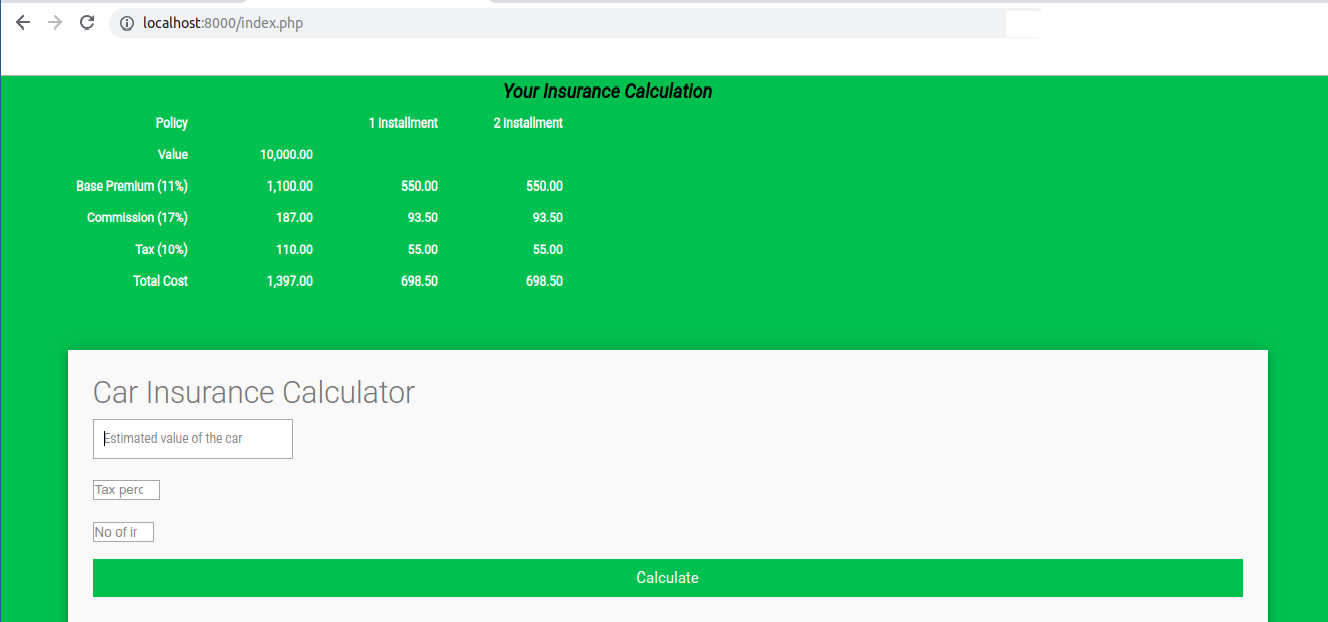 localhost:8000/index.php
Your Insurance Calculation
Policy 1 Installment 2 Installment
Value 10,000.00
Base Premium (11%) 1,100.00 550.00 550.00
Commission (17%) 187.00 93.50 93.50
Tax (10%) 110.00 55.00 55.00
Total Cost 1,397.00 698.50 698.50
Car Insurance Calculator
Estimated value of the car
Tax perc
No of ir
Calculate